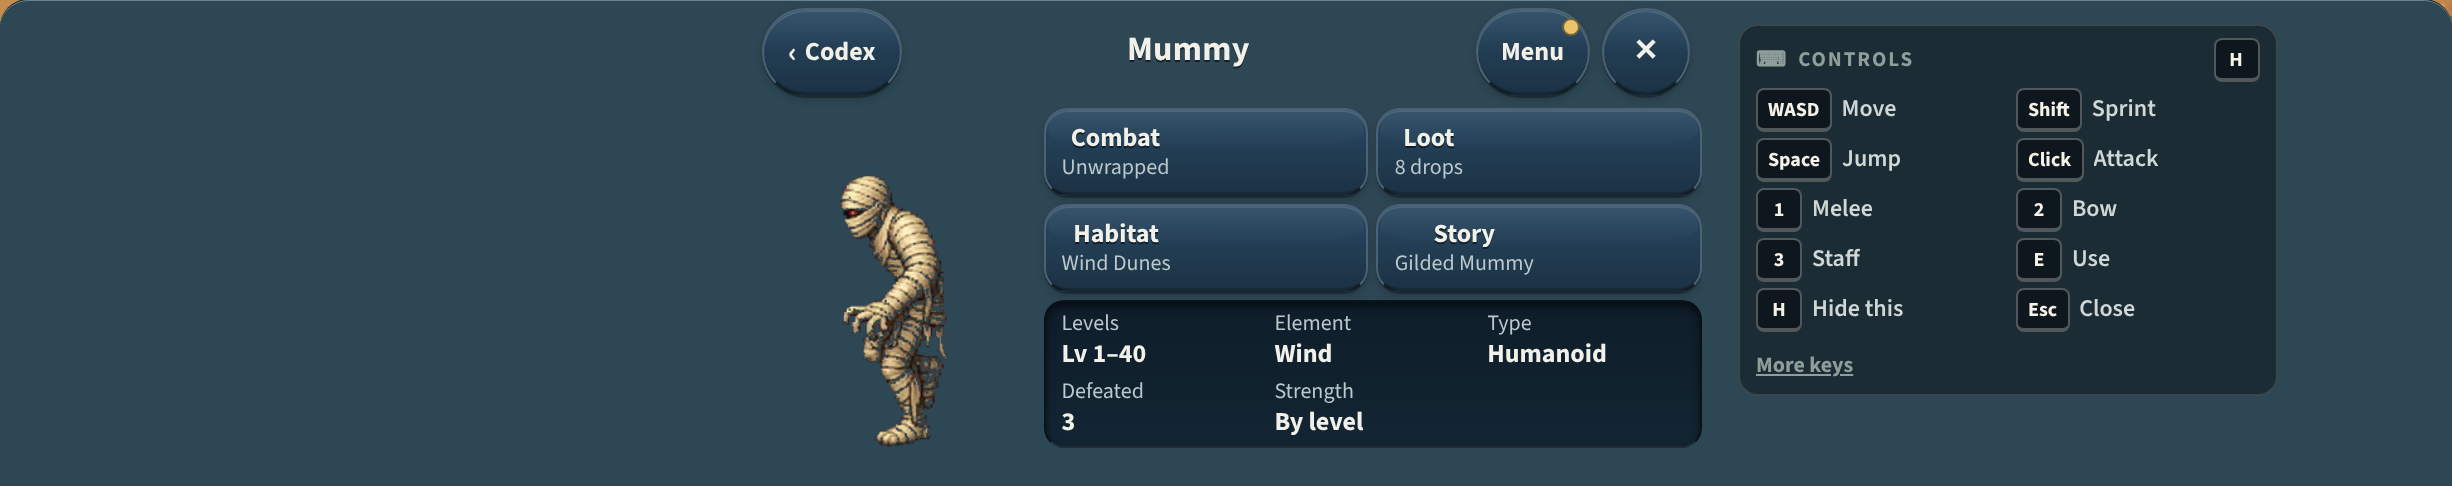 ‹ Codex
Mummy
Menu
✕
Combat
Unwrapped
Loot
8 drops
Habitat
Wind Dunes
Story
Gilded Mummy
Levels
Lv 1–40
Element
Wind
Type
Humanoid
Defeated
3
Strength
By level
CONTROLS
H
WASD Move
Shift Sprint
Space Jump
Click Attack
1 Melee
2 Bow
3 Staff
E Use
H Hide this
Esc Close
More keys